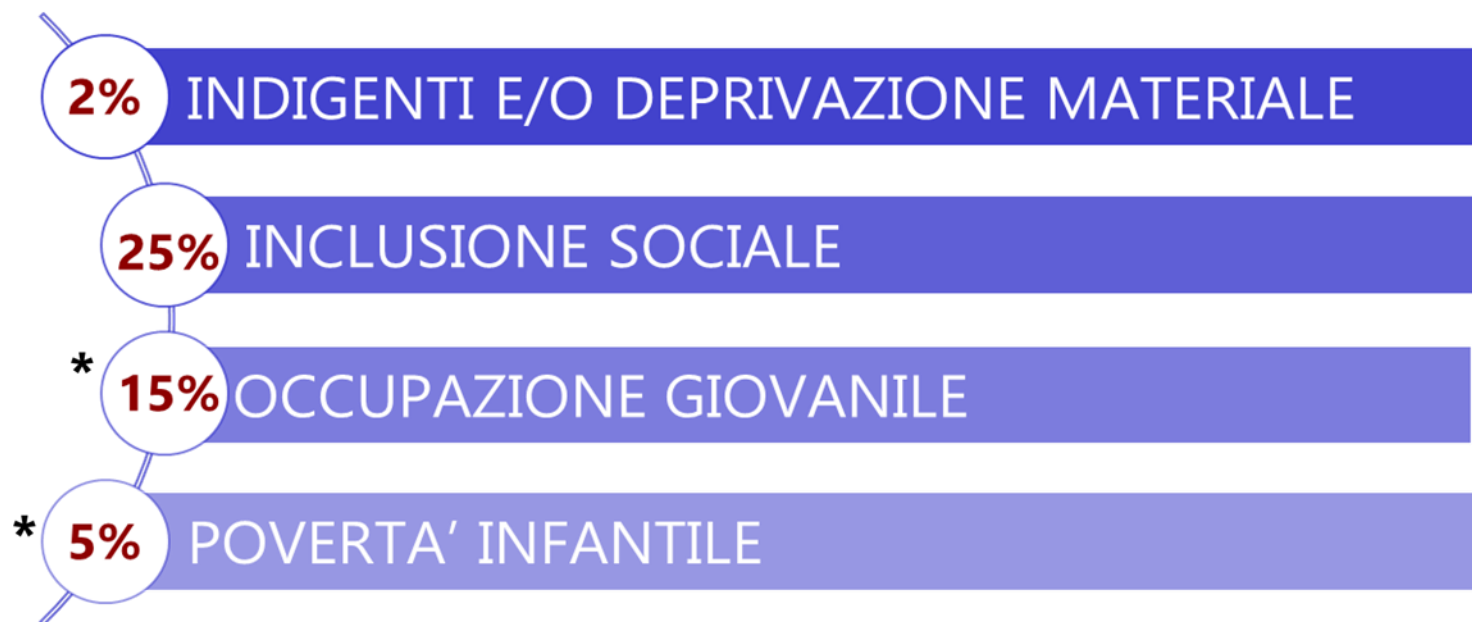 2% INDIGENTI E/O DEPRIVAZIONE MATERIALE
25% INCLUSIONE SOCIALE
* 15% OCCUPAZIONE GIOVANILE
* 5% POVERTA’ INFANTILE